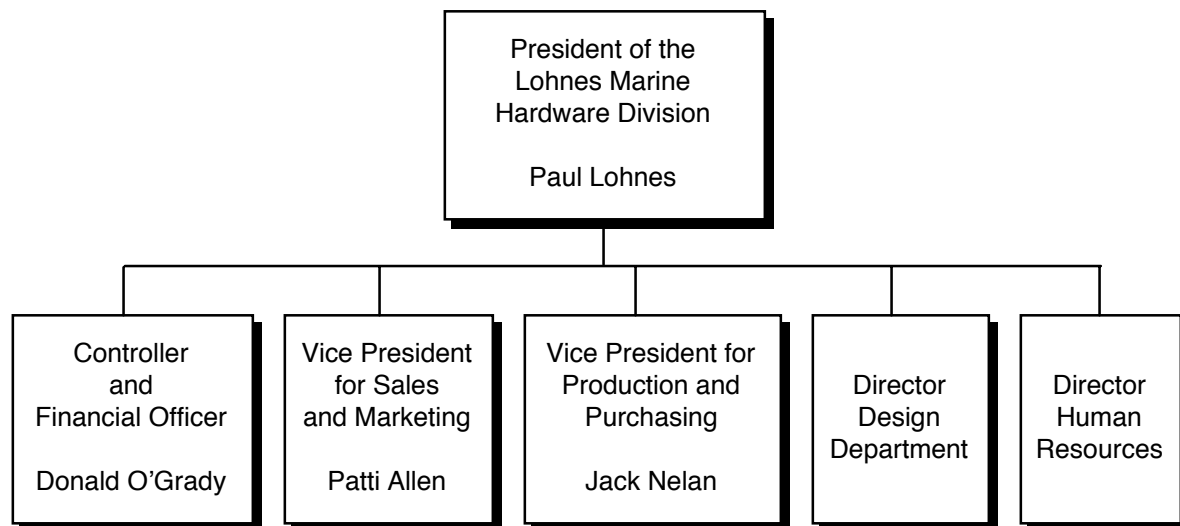 President of the
Lohnes Marine
Hardware Division
Paul Lohnes
Controller
and
Financial Officer
Donald O'Grady
Vice President
for Sales
and Marketing
Patti Allen
Vice President for
Production and
Purchasing
Jack Nelan
Director
Design
Department
Director
Human
Resources